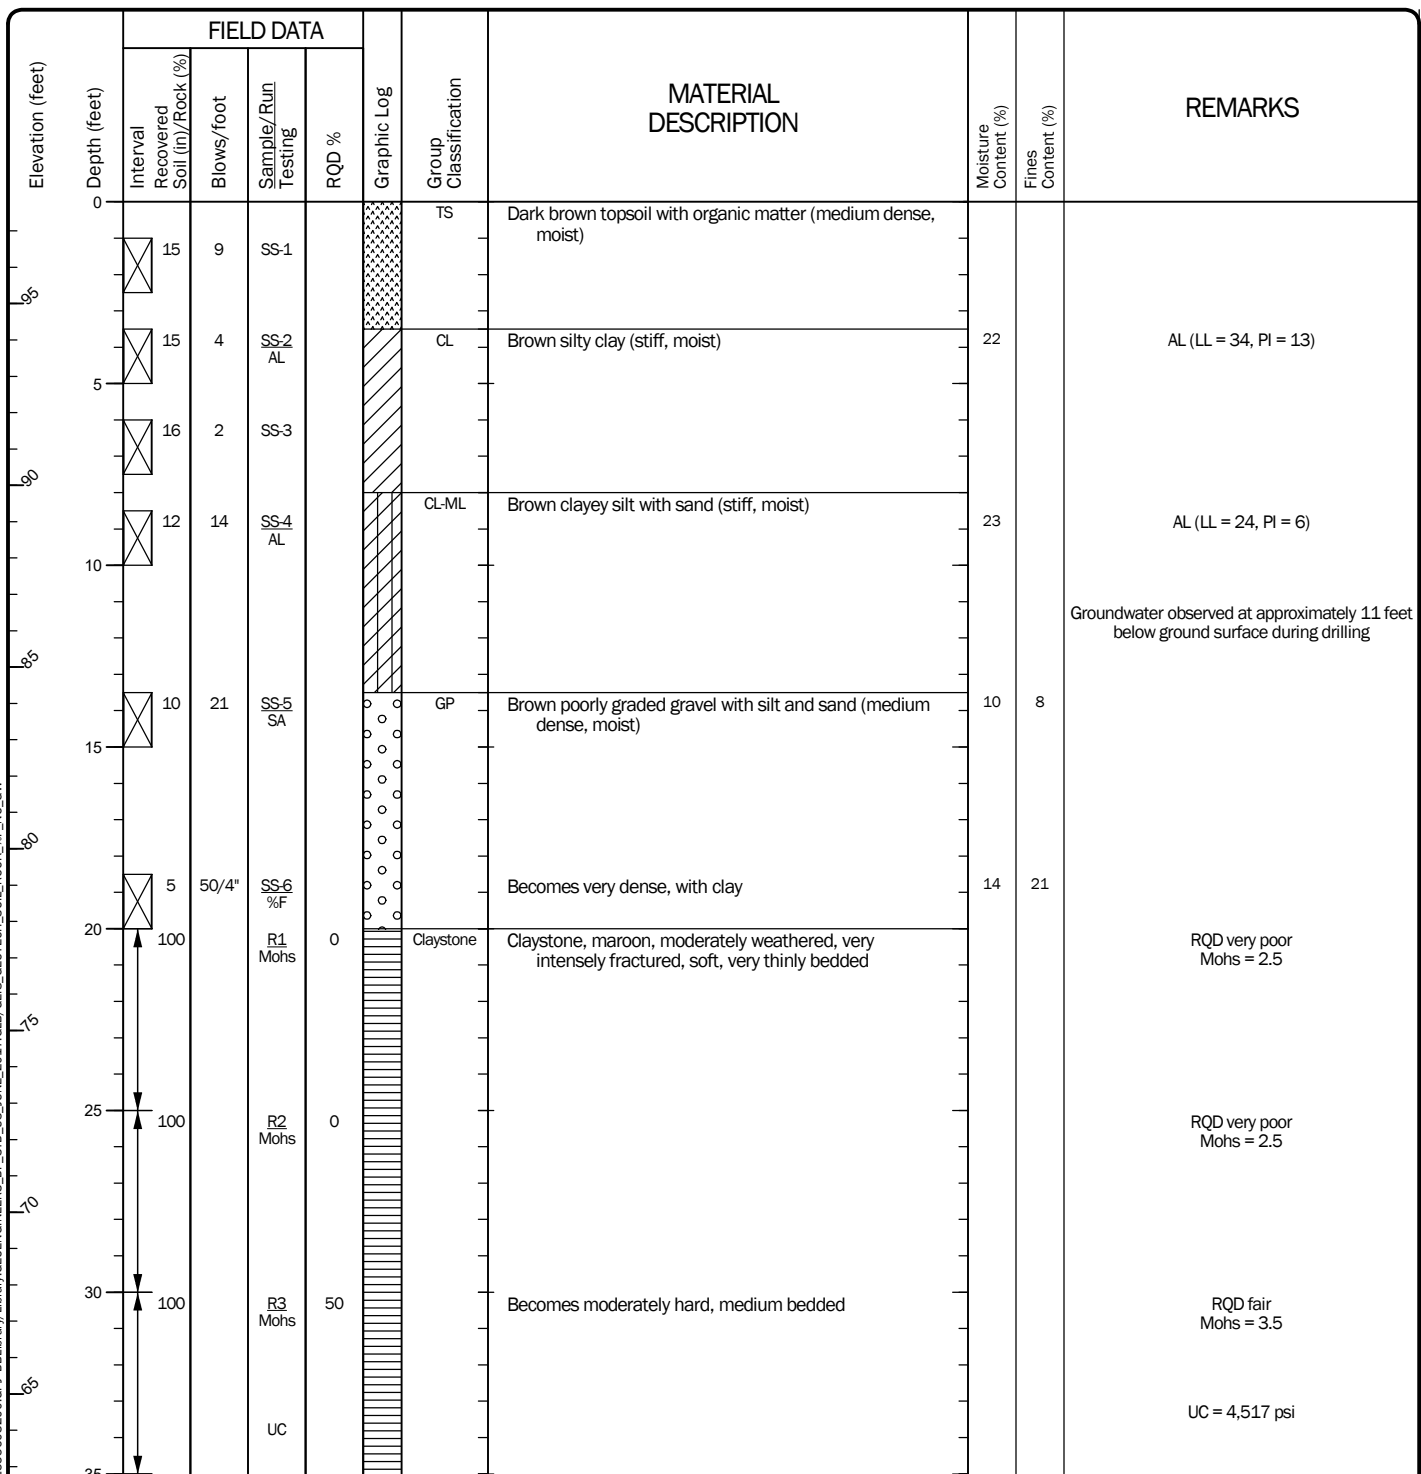 FIELD DATA
Elevation (feet)
Depth (feet)
Interval
Recovered
Soil (in)/Rock (%)
Blows/foot
Sample/Run
Testing
RQD %
Graphic Log
Group
Classification
MATERIAL
DESCRIPTION
Moisture
Content (%)
Fines
Content (%)
REMARKS
0
TS
Dark brown topsoil with organic matter (medium dense,
moist)
15 9 SS-1
95
15 4 SS-2
AL
CL
Brown silty clay (stiff, moist)
22
AL (LL = 34, PI = 13)
5
16 2 SS-3
90
CL-ML
Brown clayey silt with sand (stiff, moist)
12 14 SS-4
AL
23
AL (LL = 24, PI = 6)
10
Groundwater observed at approximately 11 feet
below ground surface during drilling
85
10 21 SS-5
SA
GP
Brown poorly graded gravel with silt and sand (medium
dense, moist)
10 8
15
80
5 50/4" SS-6
%F
Becomes very dense, with clay
14 21
20
100 R1
Mohs
0
Claystone
Claystone, maroon, moderately weathered, very
intensely fractured, soft, very thinly bedded
RQD very poor
Mohs = 2.5
75
25
100 R2
Mohs
0
RQD very poor
Mohs = 2.5
70
30
100 R3
Mohs
50
Becomes moderately hard, medium bedded
RQD fair
Mohs = 3.5
65
UC
UC = 4,517 psi
35